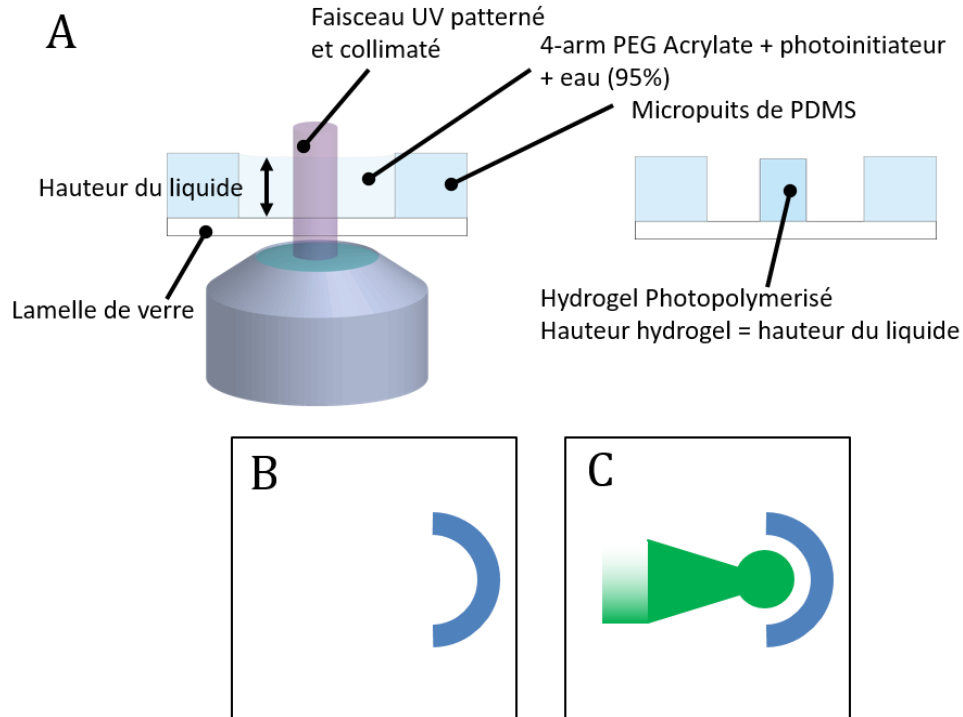 A
Faisceau UV patterné
et collimaté
4-arm PEG Acrylate + photoinitiateur
+ eau (95%)
Micropuits de PDMS
Hauteur du liquide
Lamelle de verre
Hydrogel Photopolymerisé
Hauteur hydrogel = hauteur du liquide
B
C